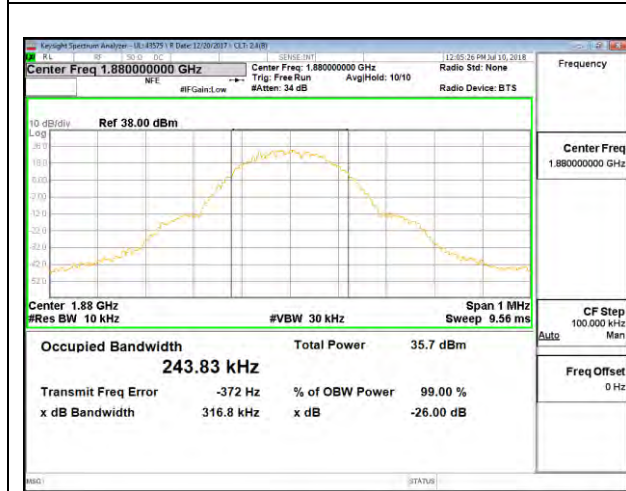 Keysight Spectrum Analyzer - UL: 43575 \ R Date: 12/20/2017 \ CLT: 2.4(B)
RL RF 50 Ω DC SENSE:INT 12:05:26 PM Jul 10, 2018
Center Freq 1.880000000 GHz Center Freq: 1.880000000 GHz Radio Std: None
NFE Trig: Free Run Avg|Hold: 10/10
#IFGain:Low #Atten: 34 dB Radio Device: BTS
Frequency
10 dB/div Ref 38.00 dBm
Log
Center Freq
1.880000000 GHz
Center 1.88 GHz Span 1 MHz
#Res BW 10 kHz #VBW 30 kHz Sweep 9.56 ms
CF Step
100.000 kHz
Auto Man
Occupied Bandwidth Total Power 35.7 dBm
243.83 kHz
Freq Offset
0 Hz
Transmit Freq Error -372 Hz % of OBW Power 99.00 %
x dB Bandwidth 316.8 kHz x dB -26.00 dB
MSG STATUS